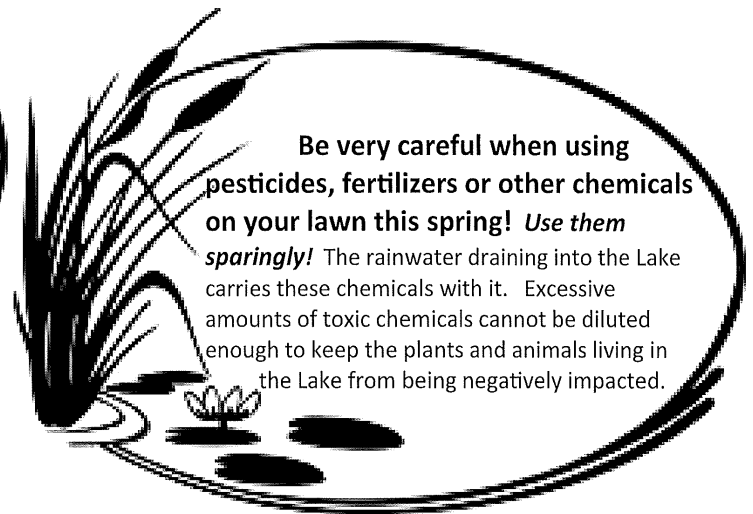 Be very careful when using
pesticides, fertilizers or other chemicals
on your lawn this spring! Use them
sparingly! The rainwater draining into the Lake
carries these chemicals with it. Excessive
amounts of toxic chemicals cannot be diluted
enough to keep the plants and animals living in
the Lake from being negatively impacted.